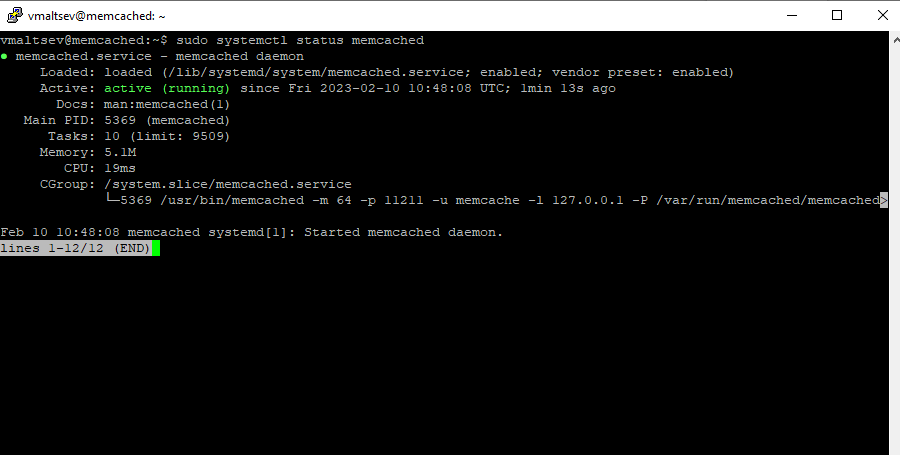 vmaltsev@memcached: ~
vmaltsev@memcached:~$ sudo systemctl status memcached
● memcached.service - memcached daemon
     Loaded: loaded (/lib/systemd/system/memcached.service; enabled; vendor preset: enabled)
     Active: active (running) since Fri 2023-02-10 10:48:08 UTC; 1min 13s ago
       Docs: man:memcached(1)
   Main PID: 5369 (memcached)
      Tasks: 10 (limit: 9509)
     Memory: 5.1M
        CPU: 19ms
     CGroup: /system.slice/memcached.service
             └─5369 /usr/bin/memcached -m 64 -p 11211 -u memcache -l 127.0.0.1 -P /var/run/memcached/memcached>
Feb 10 10:48:08 memcached systemd[1]: Started memcached daemon.
lines 1-12/12 (END)